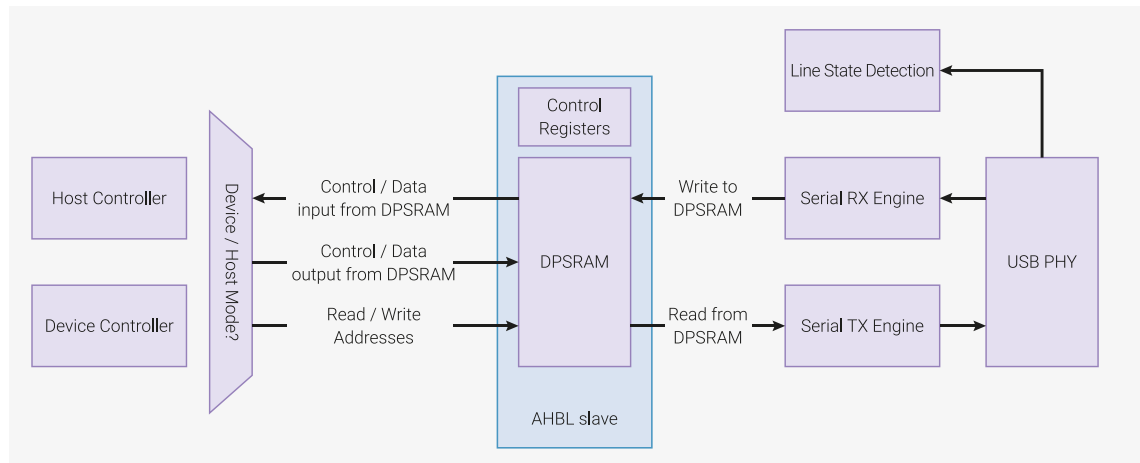 Line State Detection
Control
Registers
Host Controller
Device Controller
Device / Host Mode?
Control / Data
input from DPSRAM
Control / Data
output from DPSRAM
Read / Write
Addresses
DPSRAM
AHBL slave
Write to
DPSRAM
Read from
DPSRAM
Serial RX Engine
Serial TX Engine
USB PHY